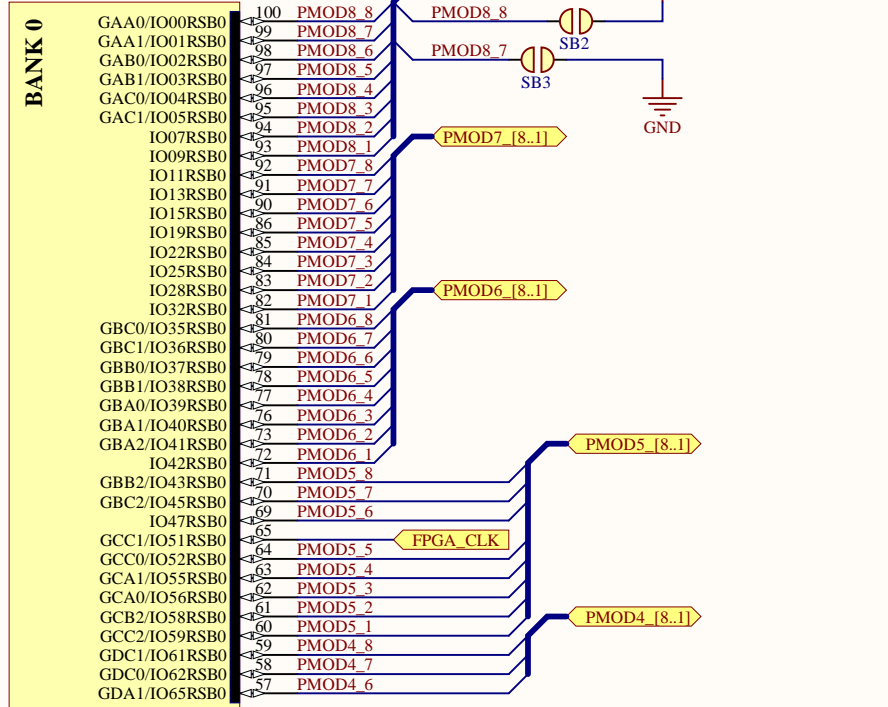 BANK 0
GAA0/IO00RSB0 100 PMOD8_8
GAA1/IO01RSB0 99 PMOD8_7
GAB0/IO02RSB0 98 PMOD8_6
GAB1/IO03RSB0 97 PMOD8_5
GAC0/IO04RSB0 96 PMOD8_4
GAC1/IO05RSB0 95 PMOD8_3
IO07RSB0 94 PMOD8_2
IO09RSB0 93 PMOD8_1
IO11RSB0 92 PMOD7_8
IO13RSB0 91 PMOD7_7
IO15RSB0 90 PMOD7_6
IO19RSB0 86 PMOD7_5
IO22RSB0 85 PMOD7_4
IO25RSB0 84 PMOD7_3
IO28RSB0 83 PMOD7_2
IO32RSB0 82 PMOD7_1
GBC0/IO35RSB0 81 PMOD6_8
GBC1/IO36RSB0 80 PMOD6_7
GBB0/IO37RSB0 79 PMOD6_6
GBB1/IO38RSB0 78 PMOD6_5
GBA0/IO39RSB0 77 PMOD6_4
GBA1/IO40RSB0 76 PMOD6_3
GBA2/IO41RSB0 73 PMOD6_2
IO42RSB0 72 PMOD6_1
GBB2/IO43RSB0 71 PMOD5_8
GBC2/IO45RSB0 70 PMOD5_7
IO47RSB0 69 PMOD5_6
GCC1/IO51RSB0 65 FPGA_CLK
GCC0/IO52RSB0 64 PMOD5_5
GCA1/IO55RSB0 63 PMOD5_4
GCA0/IO56RSB0 62 PMOD5_3
GCB2/IO58RSB0 61 PMOD5_2
GCC2/IO59RSB0 60 PMOD5_1
GDC1/IO61RSB0 59 PMOD4_8
GDC0/IO62RSB0 58 PMOD4_7
GDA1/IO65RSB0 57 PMOD4_6
PMOD8_8
SB2
PMOD8_7
SB3
GND
PMOD7_[8..1]
PMOD6_[8..1]
PMOD5_[8..1]
PMOD4_[8..1]